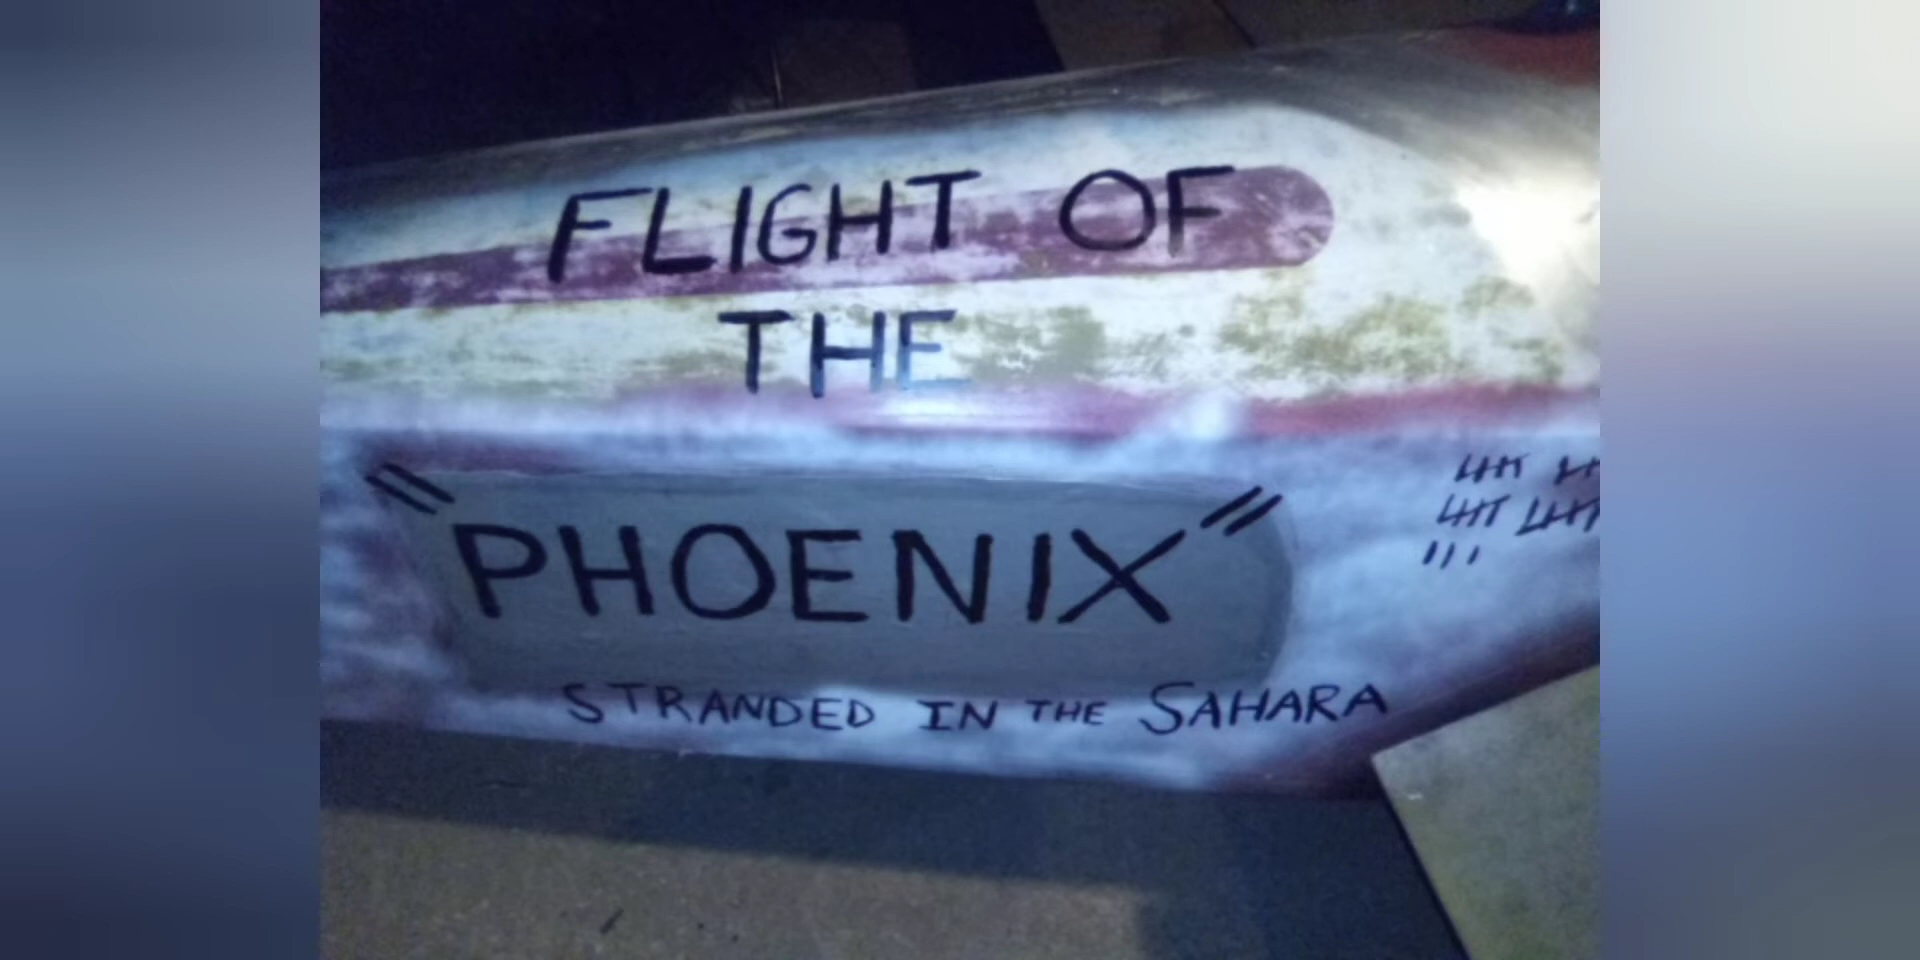 FLIGHT OF
THE
"PHOENIX"
STRANDED IN THE SAHARA